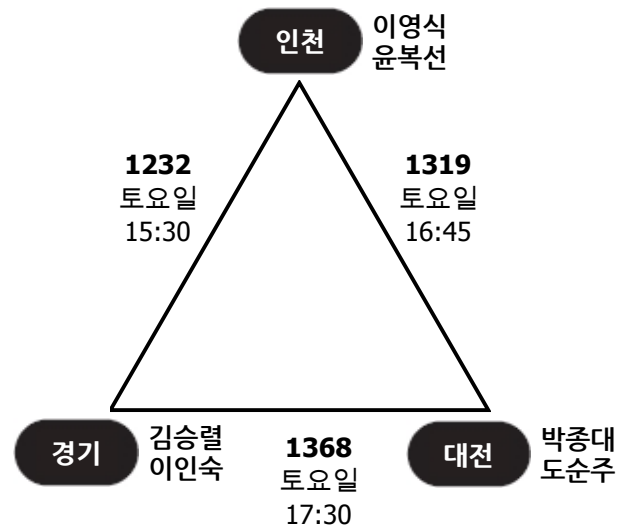 인천
이영식
윤복선
1232
토요일
15:30
1319
토요일
16:45
경기
김승렬
이인숙
1368
토요일
17:30
대전
박종대
도순주